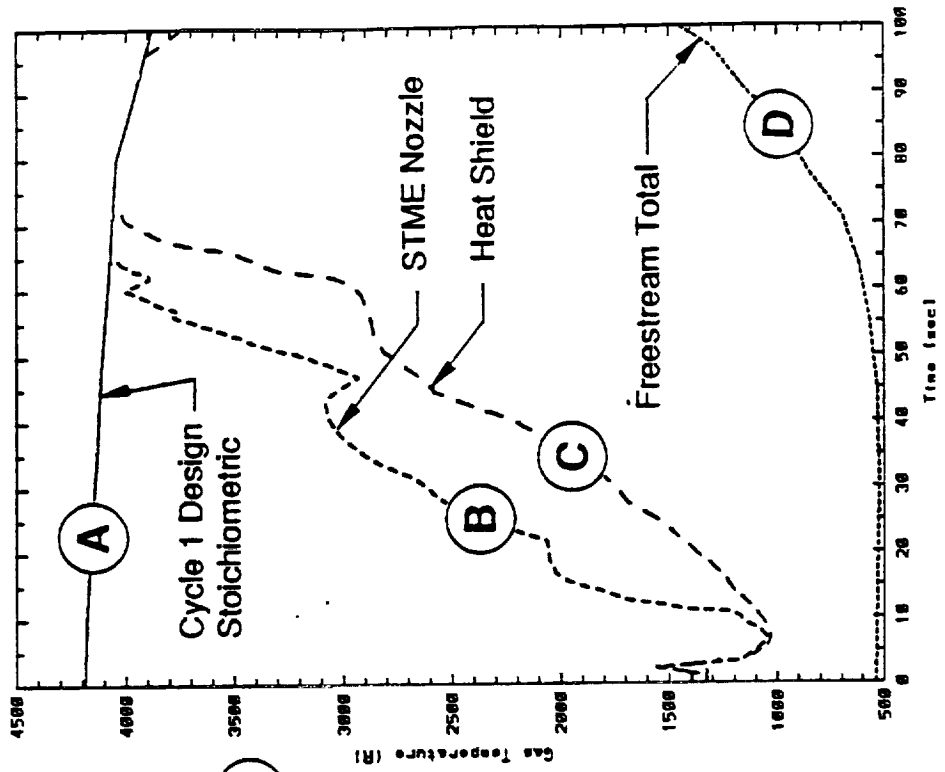 4500
4000
3500
3000
2500
2000
1500
1000
500
Gas Temperature (R)
A
Cycle 1 Design
Stoichiometric
STME Nozzle
Heat Shield
B
C
Freestream Total
D
0
10
20
30
40
50
60
70
80
90
100
Time (sec)